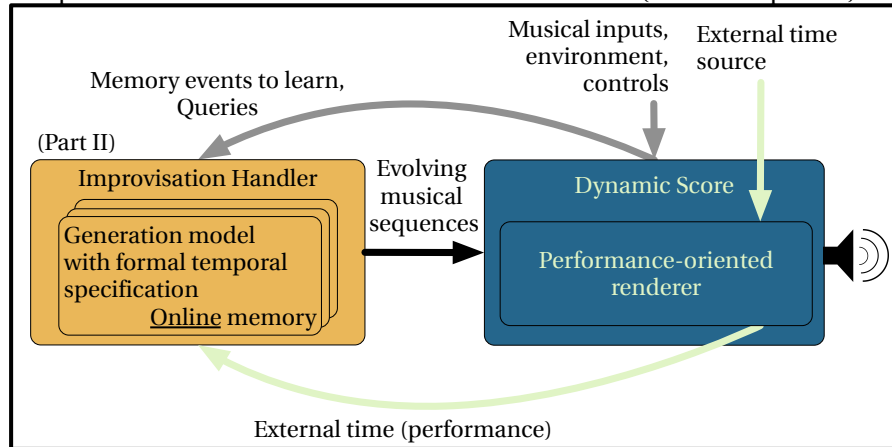 Musical inputs,
environment,
controls
External time
source
Memory events to learn,
Queries
(Part II)
Improvisation Handler
Generation model
with formal temporal
specification
Online memory
Evolving
musical
sequences
Dynamic Score
Performance-oriented
renderer
External time (performance)